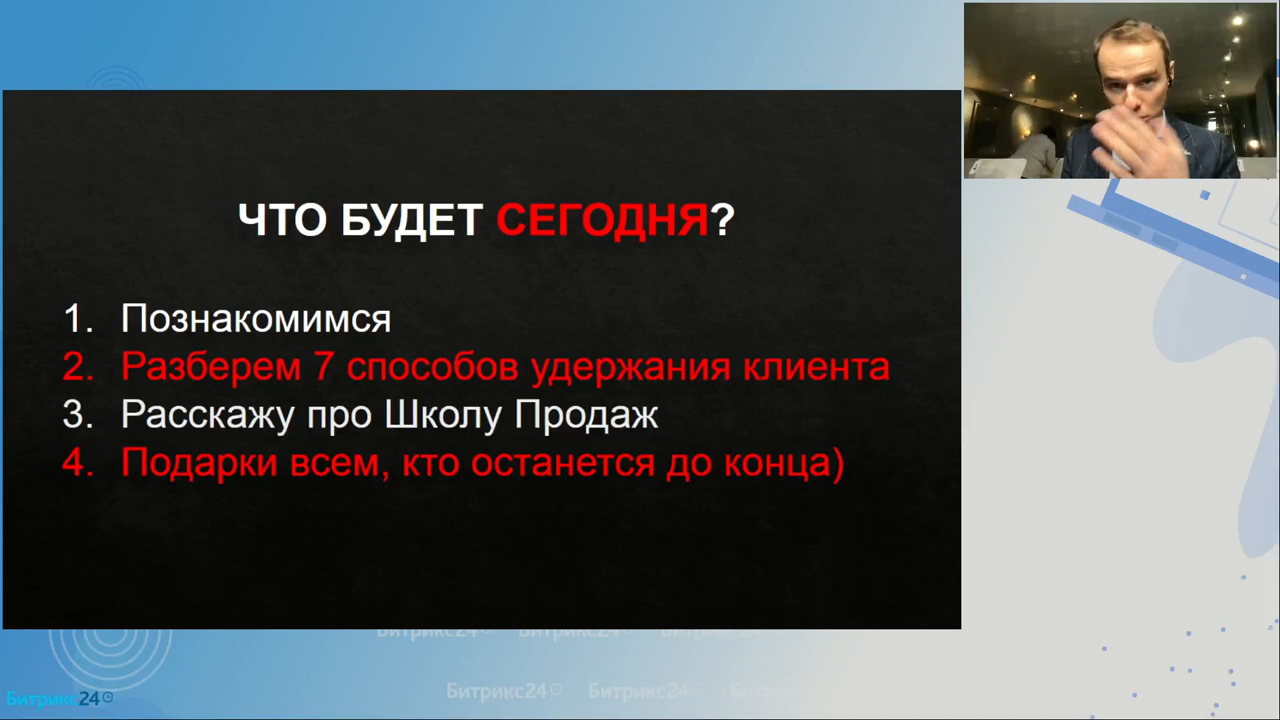 ЧТО БУДЕТ СЕГОДНЯ?
1. Познакомимся
2. Разберем 7 способов удержания клиента
3. Расскажу про Школу Продаж
4. Подарки всем, кто останется до конца)
Битрикс24 Битрикс24 Битрикс24
Битрикс24 Битрикс24
Битрикс24